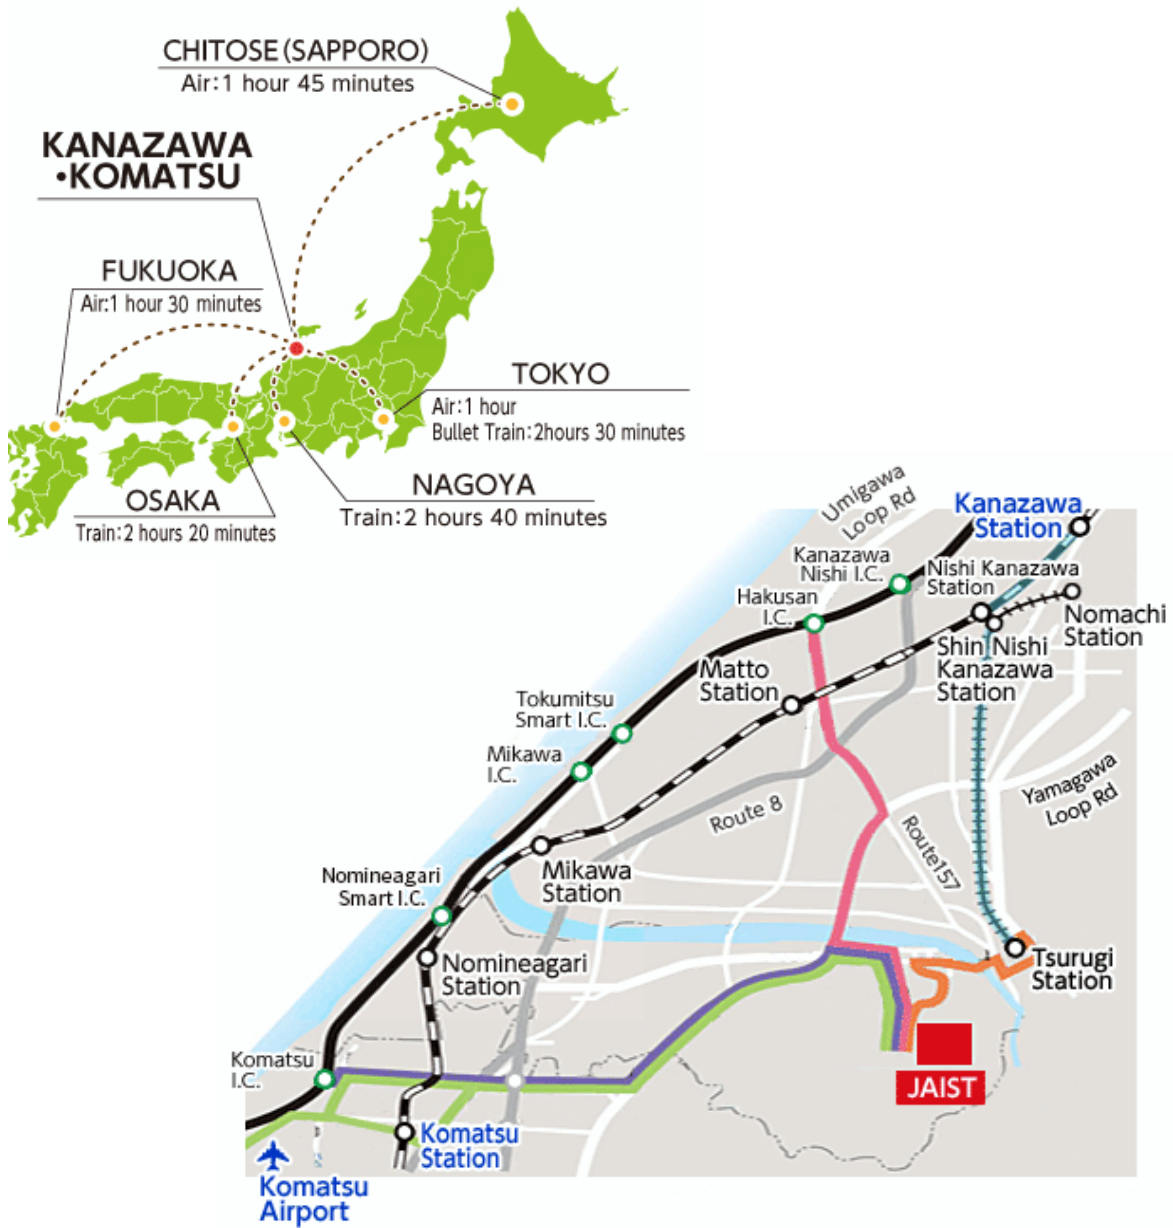 CHITOSE(SAPPORO)
Air:1 hour 45 minutes
KANAZAWA
•KOMATSU
FUKUOKA
Air:1 hour 30 minutes
TOKYO
Air:1 hour
Bullet Train:2hours 30 minutes
NAGOYA
Train:2 hours 40 minutes
OSAKA
Train:2 hours 20 minutes
Umigawa
Loop Rd
Kanazawa
Station
Kanazawa
Nishi I.C.
Nishi Kanazawa
Station
Hakusan
I.C.
Nomachi
Station
Shin Nishi
Kanazawa
Station
Matto
Station
Tokumitsu
Smart I.C.
Mikawa
I.C.
Yamagawa
Loop Rd
Route 8
Route157
Mikawa
Station
Nomineagari
Smart I.C.
Nomineagari
Station
Tsurugi
Station
Komatsu
I.C.
JAIST
Komatsu
Station
Komatsu
Airport